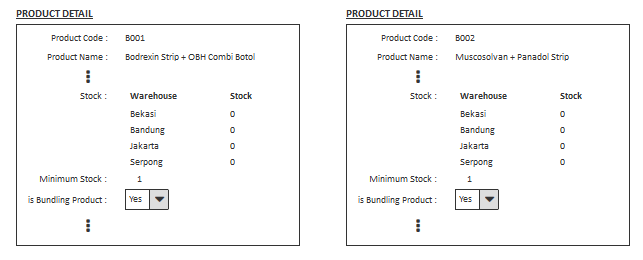 PRODUCT DETAIL
Product Code : B001
Product Name : Bodrexin Strip + OBH Combi Botol
Stock : Warehouse Stock
Bekasi 0
Bandung 0
Jakarta 0
Serpong 0
Minimum Stock : 1
is Bundling Product : Yes
PRODUCT DETAIL
Product Code : B002
Product Name : Muscosolvan + Panadol Strip
Stock : Warehouse Stock
Bekasi 0
Bandung 0
Jakarta 0
Serpong 0
Minimum Stock : 1
is Bundling Product : Yes